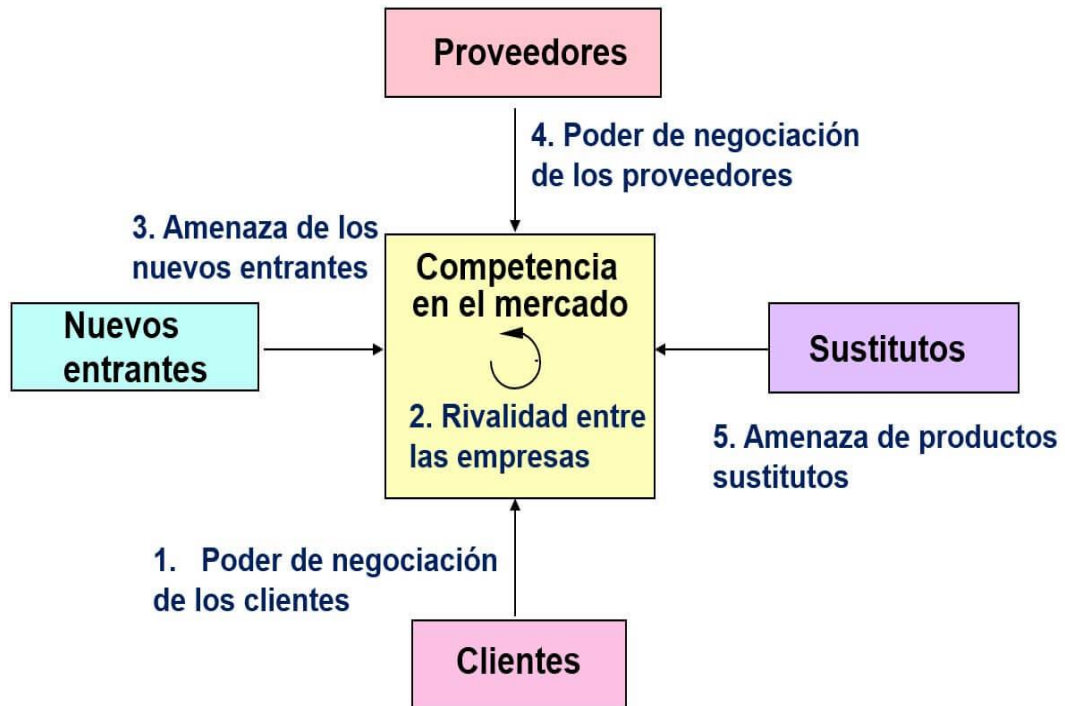 Proveedores
4. Poder de negociación
de los proveedores
3. Amenaza de los
nuevos entrantes
Competencia
en el mercado
Nuevos
entrantes
Sustitutos
2. Rivalidad entre
las empresas
5. Amenaza de productos
sustitutos
1. Poder de negociación
de los clientes
Clientes